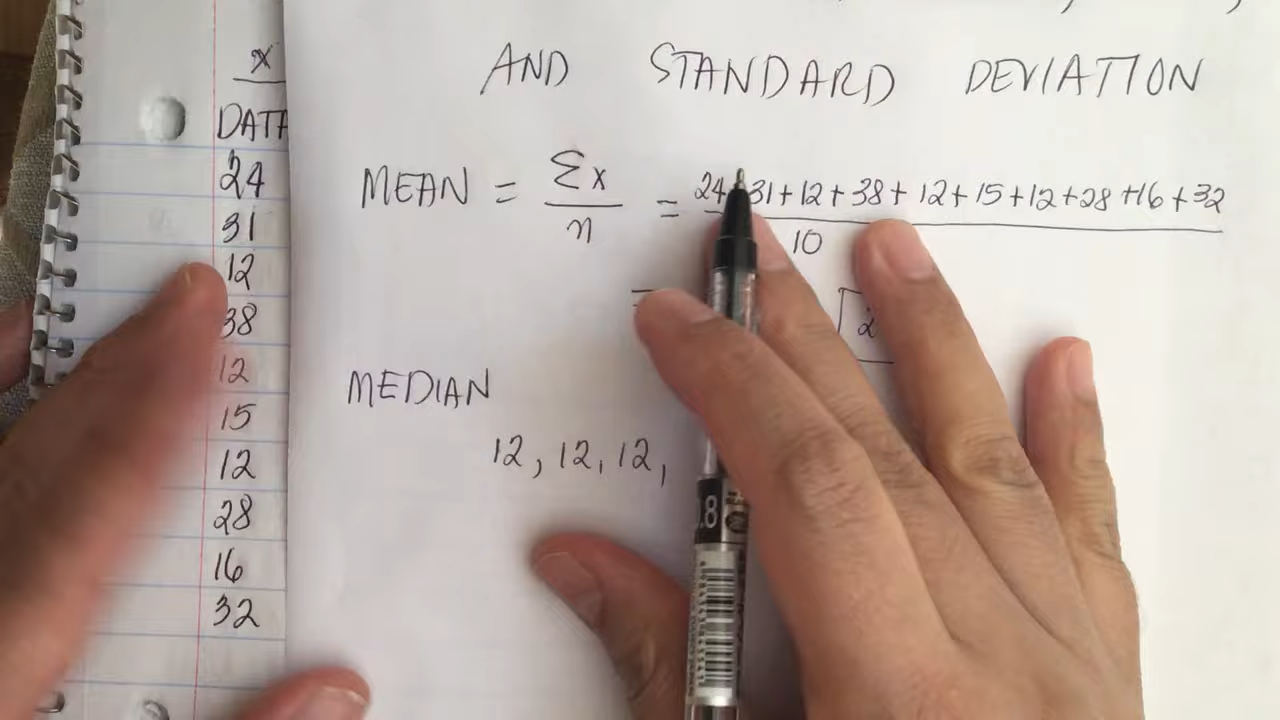 x
DATA
24
31
12
38
12
15
12
28
16
32
AND STANDARD DEVIATION
MEAN = Σx / n = 24 + 31 + 12 + 38 + 12 + 15 + 12 + 28 + 16 + 32 / 10
MEDIAN
12, 12, 12,